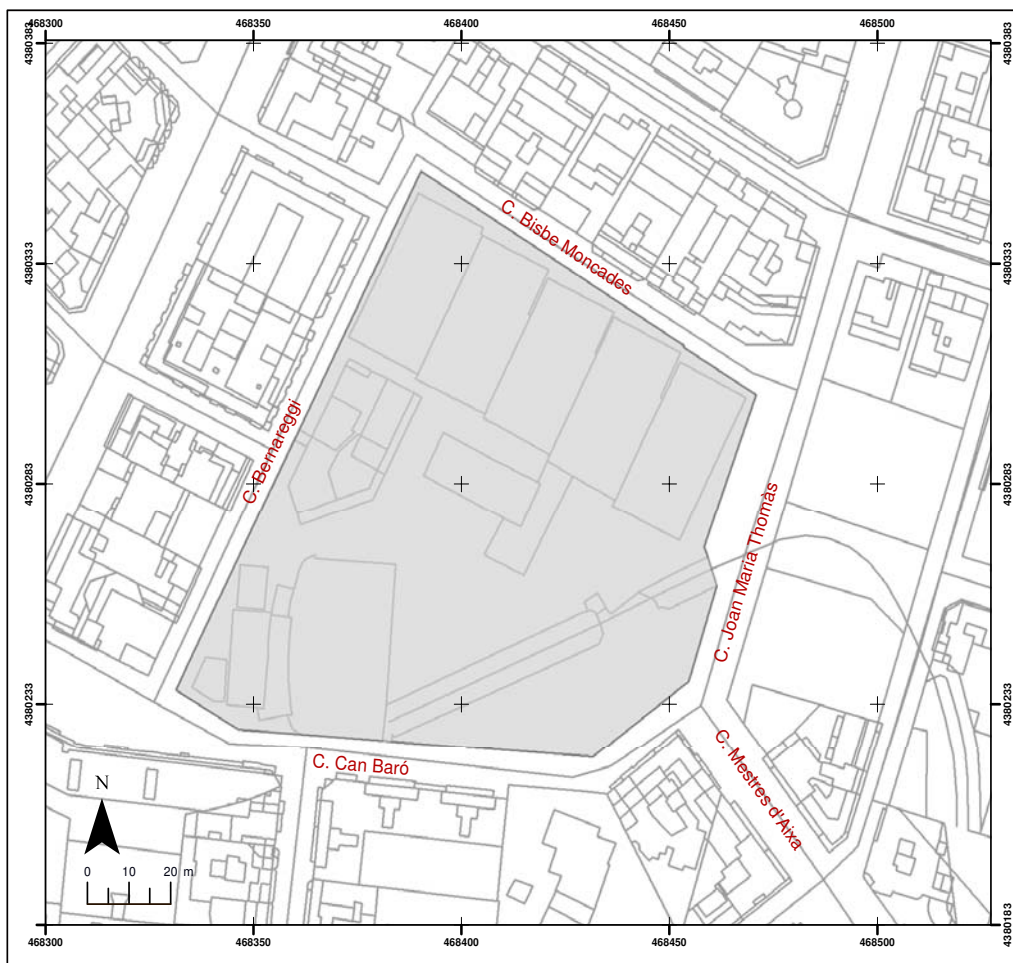 468300 468350 468400 468450 468500
4380383 4380383
C. Bisbe Moncades
4380333 4380333
C. Bernareggi
4380283 4380283
C. Joan Maria Thomàs
4380233 4380233
C. Can Baró
C. Mestres d'Aixa
N
0 10 20 m
4380183 4380183
468300 468350 468400 468450 468500